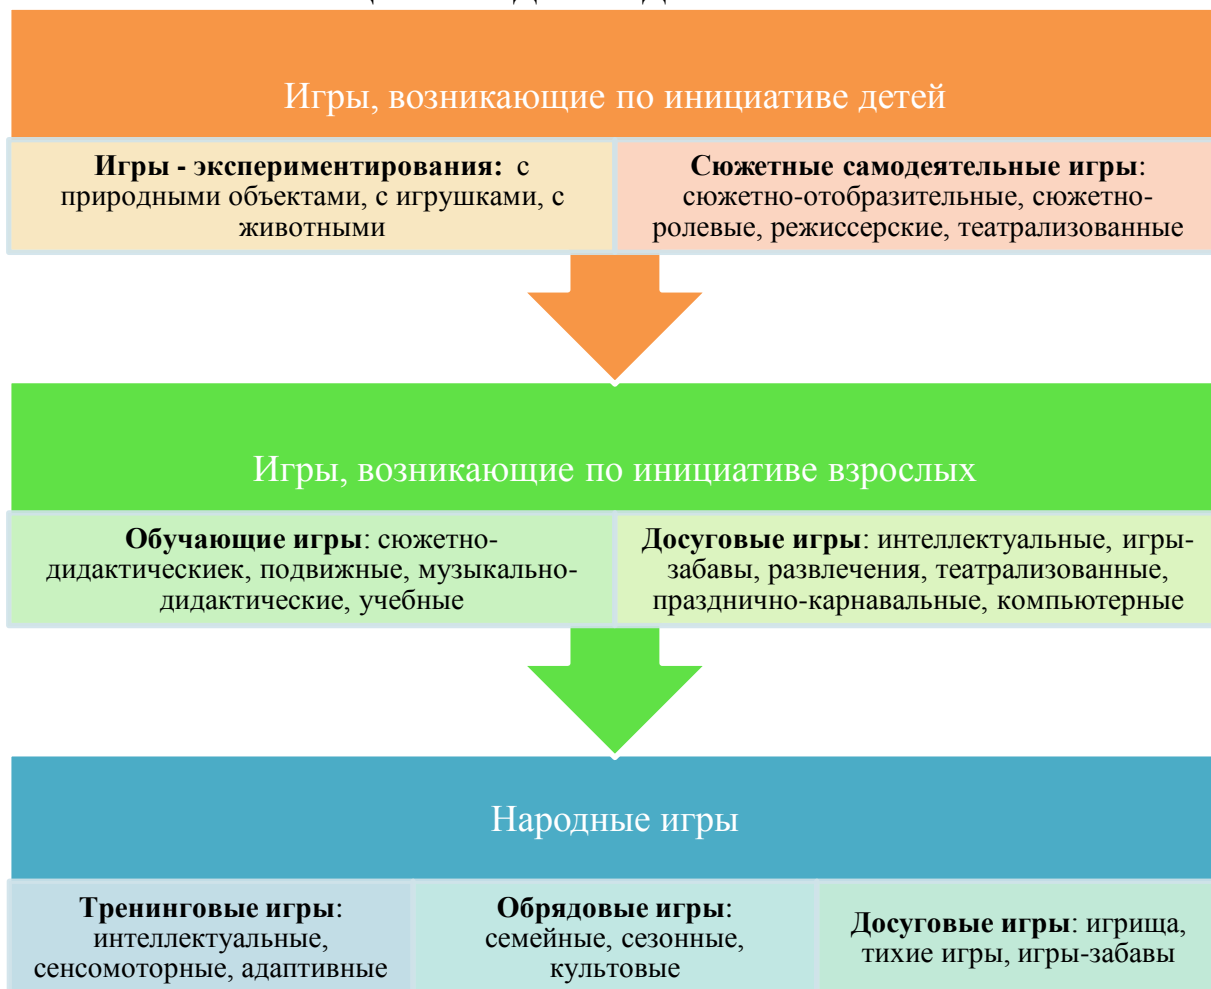 Игры, возникающие по инициативе детей
Игры - экспериментирования: с
природными объектами, с игрушками, с
животными
Сюжетные самодеятельные игры:
сюжетно-отобразительные, сюжетно-
ролевые, режиссерские, театрализованные
Игры, возникающие по инициативе взрослых
Обучающие игры: сюжетно-
дидактическиек, подвижные, музыкально-
дидактические, учебные
Досуговые игры: интеллектуальные, игры-
забавы, развлечения, театрализованные,
празднично-карнавальные, компьютерные
Народные игры
Тренинговые игры:
интеллектуальные,
сенсомоторные, адаптивные
Обрядовые игры:
семейные, сезонные,
культовые
Досуговые игры: игрища,
тихие игры, игры-забавы